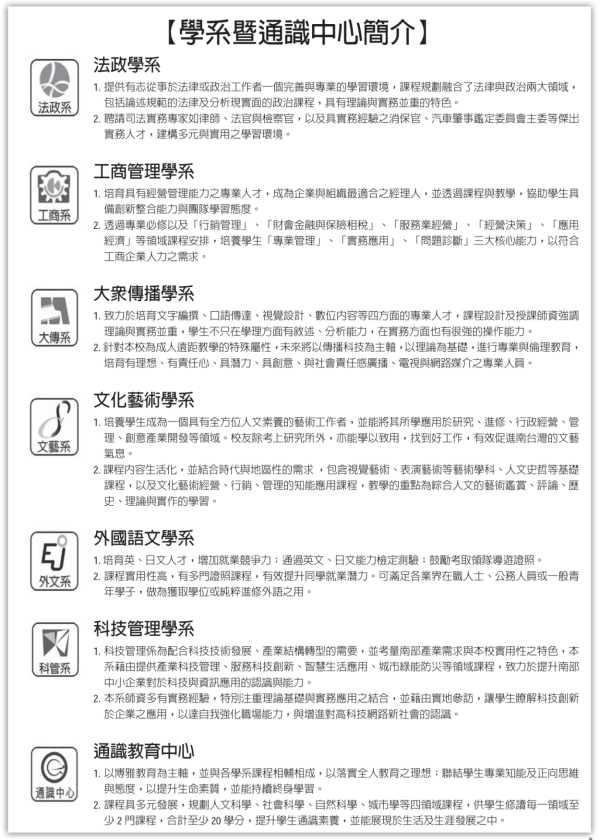 【學系暨通識中心簡介】
法政學系
法政系
1. 提供有志從事於法律或政治工作者一個完善與專業的學習環境，課程規劃融合了法律與政治兩大領域，
包括論述規範的法律及分析現實面的政治課程，具有理論與實務並重的特色。
2. 聘請司法實務專家如律師、法官與檢察官，以及具實務經驗之消保官、汽車肇事鑑定委員會主委等傑出
實務人才，建構多元與實用之學習環境。
工商管理學系
工商系
1. 培育具有經營管理能力之專業人才，成為企業與組織最適合之經理人，並透過課程與教學，協助學生具
備創新整合能力與團隊學習態度。
2. 透過專業必修以及「行銷管理」、「財會金融與保險租稅」、「服務業經營」、「經營決策」、「應用
經濟」等領域課程安排，培養學生「專業管理」、「實務應用」、「問題診斷」三大核心能力，以符合
工商企業人力之需求。
大衆傳播學系
大傳系
1. 致力於培育文字編撰、口語傳達、視覺設計、數位內容等四方面的專業人才，課程設計及授課師資強調
理論與實務並重，學生不只在學理方面有敘述、分析能力，在實務方面也有很強的操作能力。
2. 針對本校為成人遠距教學的特殊屬性，未來將以傳播科技為主軸，以理論為基礎，進行專業與倫理教育，
培育有理想、有責任心、具潛力、具創意、與社會責任感廣播、電視與網路媒介之專業人員。
文化藝術學系
文藝系
1. 培養學生成為一個具有全方位人文素養的藝術工作者，並能將其所學應用於研究、進修、行政經營、管
理、創意產業開發等領域。校友除考上研究所外，亦能學以致用，找到好工作，有效促進南台灣的文藝
氣息。
2. 課程內容生活化，並結合時代與地區性的需求 ，包含視覺藝術、表演藝術等藝術學科、人文史哲等基礎
課程，以及文化藝術經營、行銷、管理的知能應用課程，教學的重點為綜合人文的藝術鑑賞、評論、歷
史、理論與實作的學習。
外國語文學系
外文系
1. 培育英、日文人才，增加就業競爭力；通過英文、日文能力檢定測驗；鼓勵考取領隊導遊證照。
2. 課程實用性高，有多門證照課程，有效提升同學就業潛力。可滿足各業界在職人士、公務人員或一般青
年學子，做為獲取學位或純粹進修外語之用。
科技管理學系
科管系
1. 科技管理係為配合科技技術發展、產業結構轉型的需要，並考量南部產業需求與本校實用性之特色，本
系藉由提供產業科技管理、服務科技創新、智慧生活應用、城市綠能防災等領域課程，致力於提升南部
中小企業對於科技與資訊應用的認識與能力。
2. 本系師資多有實務經驗，特別注重理論基礎與實務應用之結合，並藉由實地參訪，讓學生瞭解科技創新
於企業之應用，以達自我強化職場能力，與增進對高科技網路新社會的認識。
通識教育中心
通識中心
1. 以博雅教育為主軸，並與各學系課程相輔相成，以落實全人教育之理想；聯結學生專業知能及正向思維
與態度，以提升生命素質，並能持續終身學習。
2. 課程具多元發展，規劃人文科學、社會科學、自然科學、城市學等四領域課程，供學生修讀每一領域至
少 2 門課程，合計至少 20 學分，提升學生通識素養，並能展現於生活及生涯發展之中。